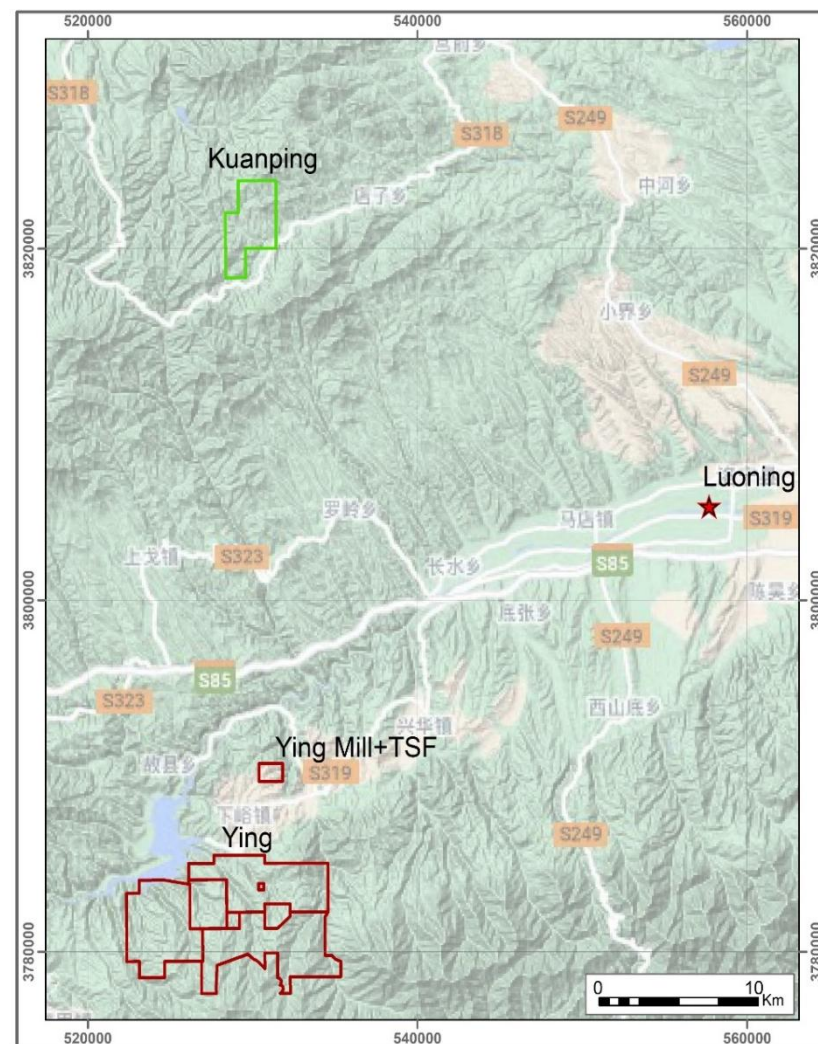 520000
540000
560000
宫前乡
S318
S249
S318
Kuanping
中河乡
店子乡
3820000
3820000
小界乡
S249
Luoning
罗岭乡
马店镇
S319
上戈镇
S323
长水乡
S85
陈吴乡
3800000
3800000
底张乡
S249
S85
S323
西山底乡
兴华镇
Ying Mill+TSF
故县乡
S319
下峪镇
Ying
S249
3780000
3780000
0 10
Km
520000
540000
560000